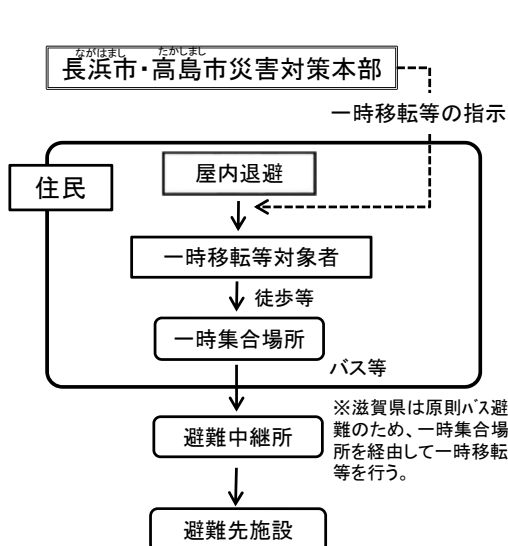 ながはまし たかしまし
長浜市・高島市災害対策本部
一時移転等の指示
住民
屋内退避
一時移転等対象者
徒歩等
一時集合場所
バス等
避難中継所
※滋賀県は原則バス避
難のため、一時集合場
所を経由して一時移転
等を行う。
避難先施設